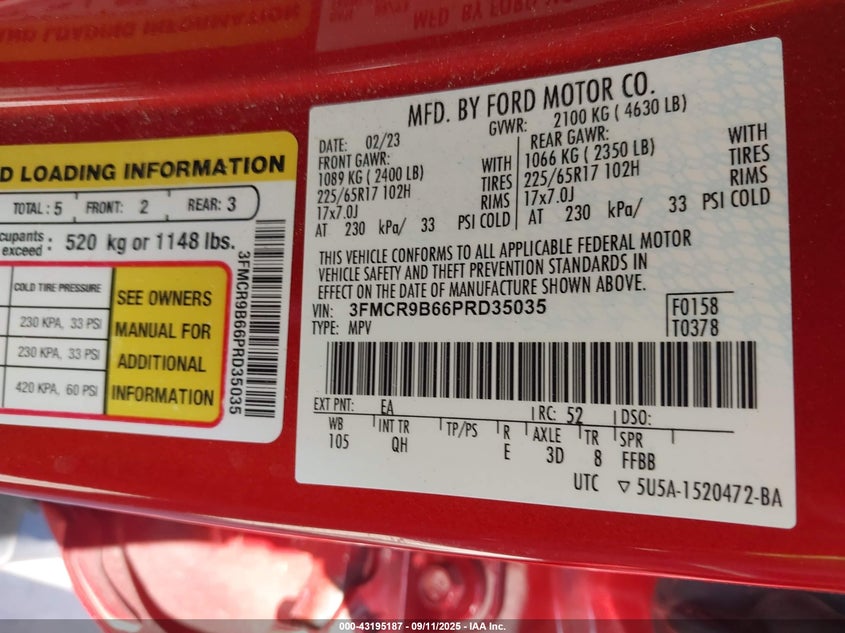 MFD. BY FORD MOTOR CO.
DATE: 02/23
GVWR: 2100 KG ( 4630 LB)
FRONT GAWR:
1089 KG ( 2400 LB) WITH
225/65R17 102H TIRES
17x7.0J RIMS
AT 230 kPa/ 33 PSI COLD
REAR GAWR:
1066 KG ( 2350 LB) WITH
225/65R17 102H TIRES
17x7.0J RIMS
AT 230 kPa/ 33 PSI COLD
THIS VEHICLE CONFORMS TO ALL APPLICABLE FEDERAL MOTOR
VEHICLE SAFETY AND THEFT PREVENTION STANDARDS IN
EFFECT ON THE DATE OF MANUFACTURE SHOWN ABOVE.
VIN: 3FMCR9B66PRD35035
TYPE: MPV
F0158
T0378
EXT PNT: EA RC: 52 DSO:
WB INT TR TP/PS R AXLE TR SPR
105 QH E 3D 8 FFBB
UTC ▽ 5U5A-1520472-BA
D LOADING INFORMATION
TOTAL: 5 FRONT: 2 REAR: 3
cupants
exceed : 520 kg or 1148 lbs.
COLD TIRE PRESSURE
230 KPA, 33 PSI
230 KPA, 33 PSI
420 KPA, 60 PSI
SEE OWNERS
MANUAL FOR
ADDITIONAL
INFORMATION
3FMCR9B66PRD35035
000-43195187 - 09/11/2025 - IAA Inc.